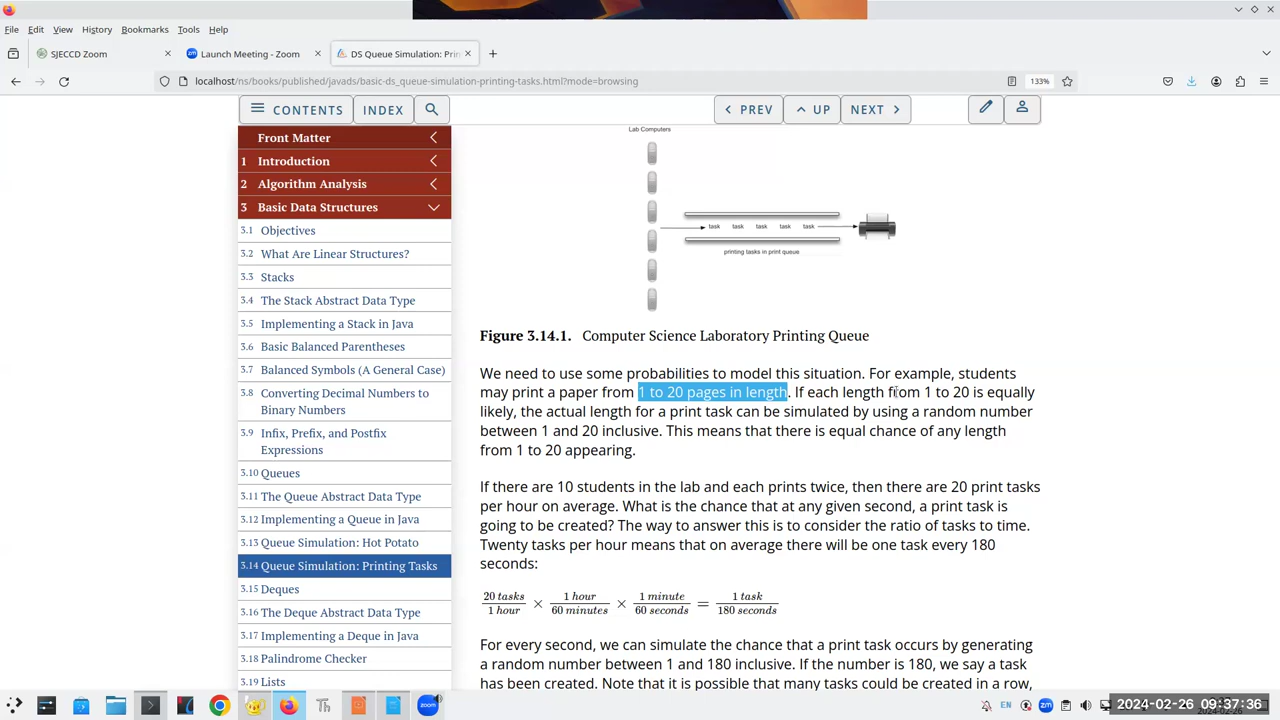 File Edit View History Bookmarks Tools Help
SJECCD Zoom
Launch Meeting - Zoom
DS Queue Simulation: Prin
localhost/ns/books/published/javads/basic-ds_queue-simulation-printing-tasks.html?mode=browsing
133%
CONTENTS INDEX PREV UP NEXT
Front Matter
1 Introduction
2 Algorithm Analysis
3 Basic Data Structures
3.1 Objectives
3.2 What Are Linear Structures?
3.3 Stacks
3.4 The Stack Abstract Data Type
3.5 Implementing a Stack in Java
3.6 Basic Balanced Parentheses
3.7 Balanced Symbols (A General Case)
3.8 Converting Decimal Numbers to
Binary Numbers
3.9 Infix, Prefix, and Postfix
Expressions
3.10 Queues
3.11 The Queue Abstract Data Type
3.12 Implementing a Queue in Java
3.13 Queue Simulation: Hot Potato
3.14 Queue Simulation: Printing Tasks
3.15 Deques
3.16 The Deque Abstract Data Type
3.17 Implementing a Deque in Java
3.18 Palindrome Checker
3.19 Lists
Lab Computers
task task task task task
printing tasks in print queue
Figure 3.14.1. Computer Science Laboratory Printing Queue
We need to use some probabilities to model this situation. For example, students
may print a paper from 1 to 20 pages in length. If each length from 1 to 20 is equally
likely, the actual length for a print task can be simulated by using a random number
between 1 and 20 inclusive. This means that there is equal chance of any length
from 1 to 20 appearing.
If there are 10 students in the lab and each prints twice, then there are 20 print tasks
per hour on average. What is the chance that at any given second, a print task is
going to be created? The way to answer this is to consider the ratio of tasks to time.
Twenty tasks per hour means that on average there will be one task every 180
seconds:
20 tasks / 1 hour × 1 hour / 60 minutes × 1 minute / 60 seconds = 1 task / 180 seconds
For every second, we can simulate the chance that a print task occurs by generating
a random number between 1 and 180 inclusive. If the number is 180, we say a task
has been created. Note that it is possible that many tasks could be created in a row,
Th
zoom
EN
zm
2024-02-26 09:37:36